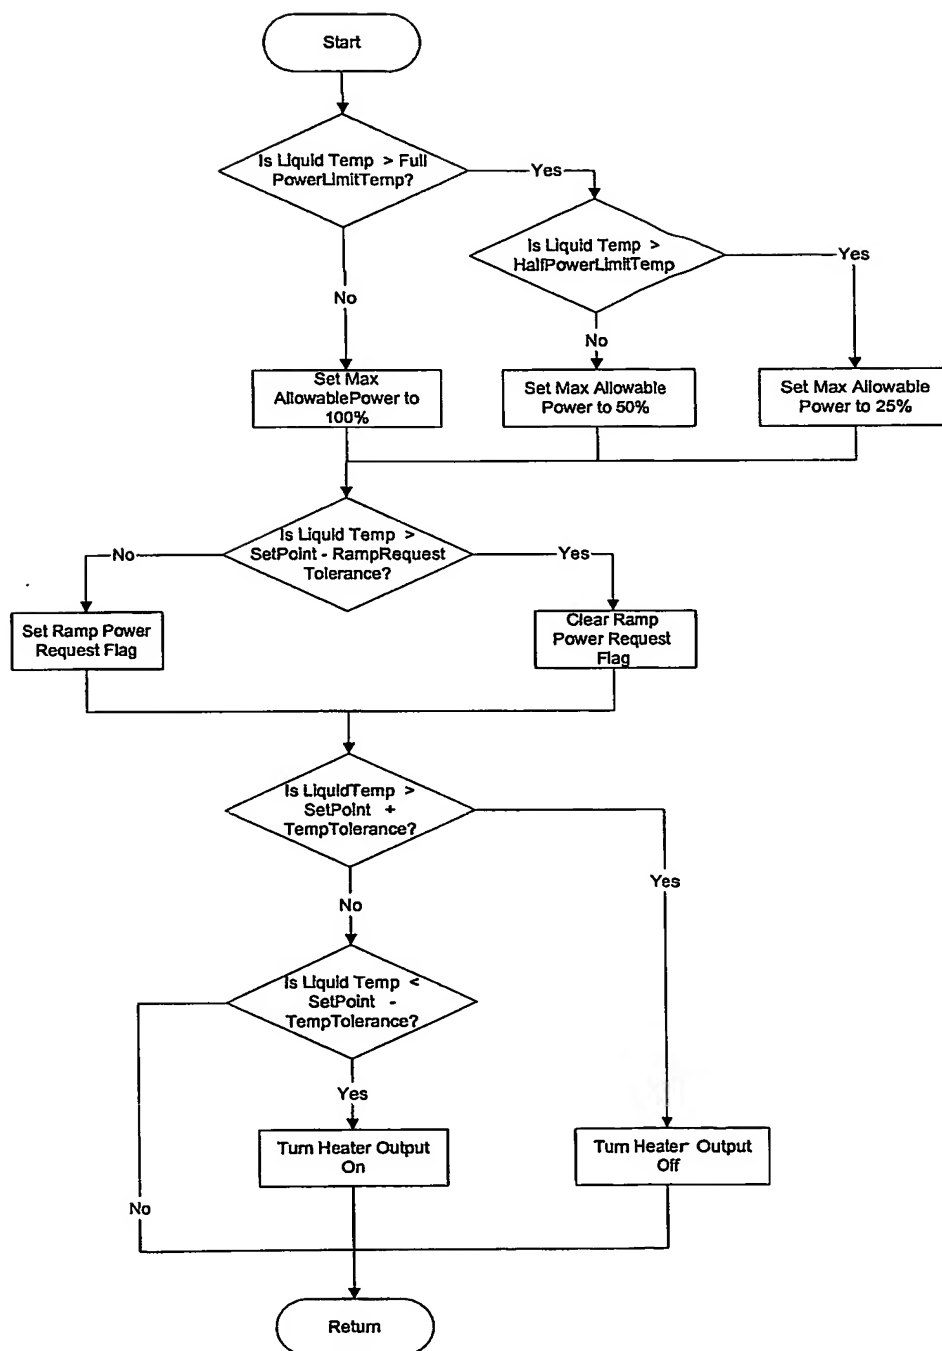 Start
Is Liquid Temp > Full
PowerLimitTemp?
Yes
Is Liquid Temp >
HalfPowerLimitTemp
Yes
No
No
Set Max
AllowablePower to
100%
Set Max Allowable
Power to 50%
Set Max Allowable
Power to 25%
Is Liquid Temp >
SetPoint - RampRequest
Tolerance?
No
Yes
Set Ramp Power
Request Flag
Clear Ramp
Power Request
Flag
Is LiquidTemp >
SetPoint +
TempTolerance?
Yes
No
Is Liquid Temp <
SetPoint -
TempTolerance?
Yes
Turn Heater Output
On
Turn Heater Output
Off
No
Return